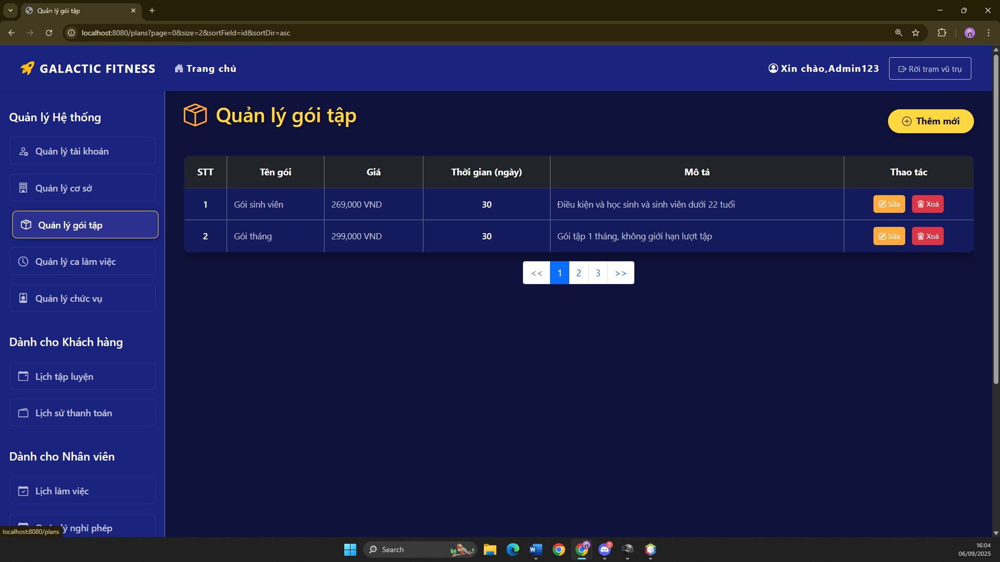 Quản lý gói tập
localhost:8080/plans?page=0&size=2&sortField=id&sortDir=asc
GALACTIC FITNESS
Trang chủ
Xin chào,Admin123
Rời trạm vũ trụ
Quản lý Hệ thống
Quản lý tài khoản
Quản lý cơ sở
Quản lý gói tập
Quản lý ca làm việc
Quản lý chức vụ
Dành cho Khách hàng
Lịch tập luyện
Lịch sử thanh toán
Dành cho Nhân viên
Lịch làm việc
lý nghỉ phép
localhost:8080/plans
Quản lý gói tập
Thêm mới
STT Tên gói Giá Thời gian (ngày) Mô tả Thao tác
1 Gói sinh viên 269,000 VND 30 Điều kiện và học sinh và sinh viên dưới 22 tuổi Sửa Xoá
2 Gói tháng 299,000 VND 30 Gói tập 1 tháng, không giới hạn lượt tập Sửa Xoá
<< 1 2 3 >>
Search
7
16:04
06/09/2025